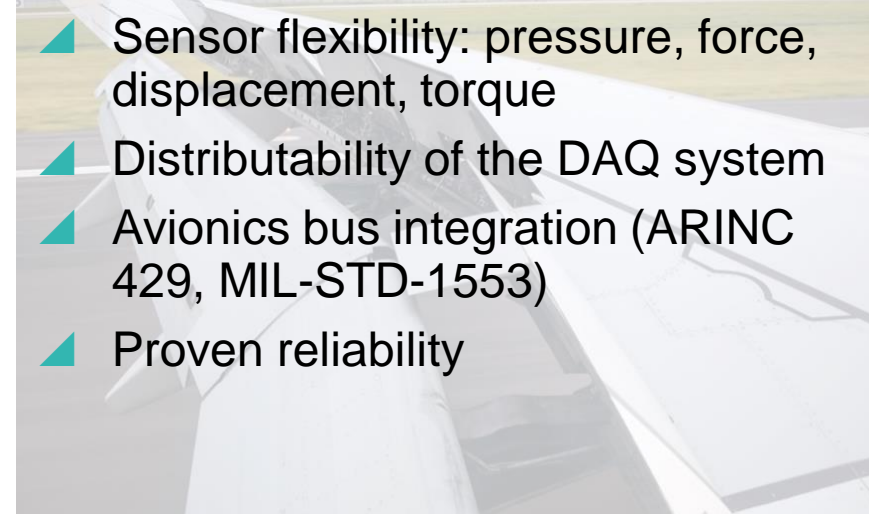 Sensor flexibility: pressure, force,
displacement, torque
Distributability of the DAQ system
Avionics bus integration (ARINC
429, MIL-STD-1553)
Proven reliability